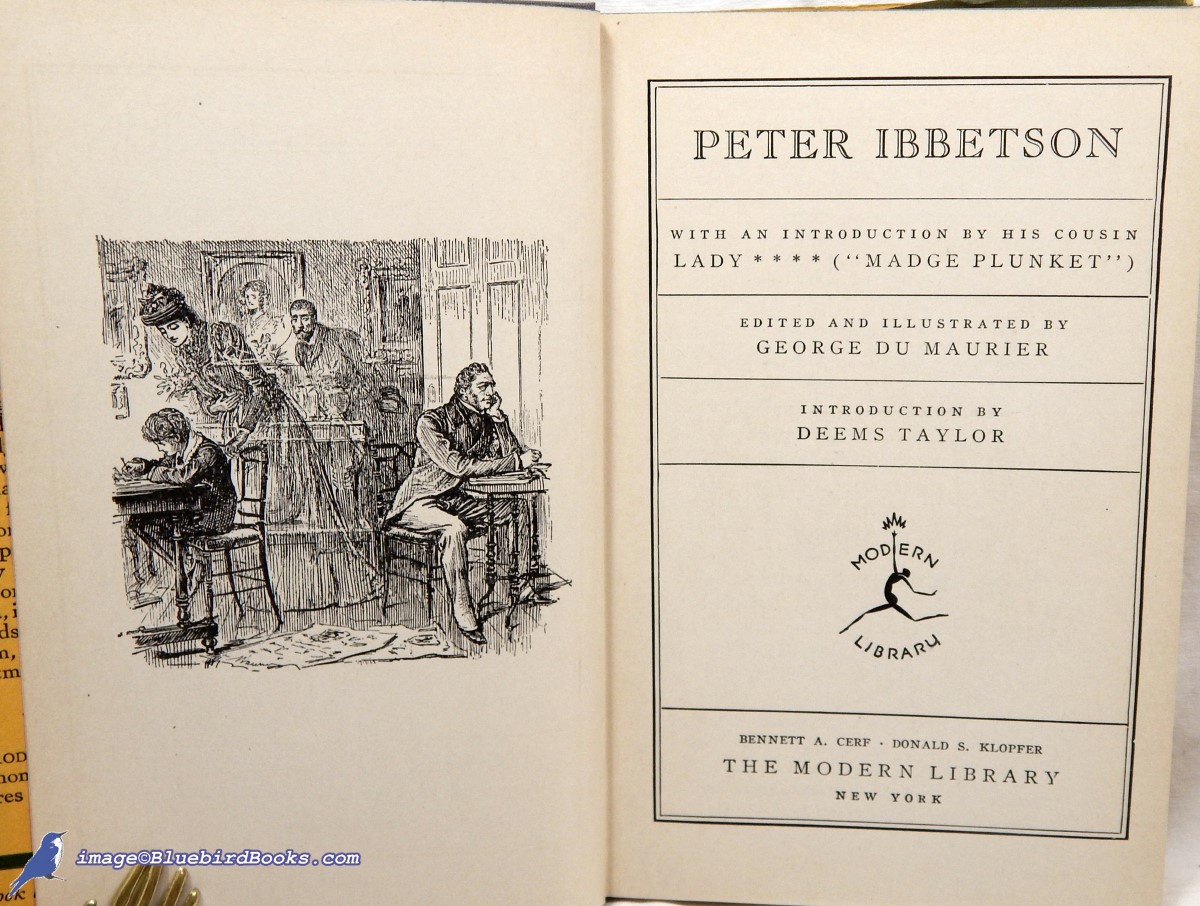 PETER IBBETSON
WITH AN INTRODUCTION BY HIS COUSIN
LADY * * * * ("MADGE PLUNKET")
EDITED AND ILLUSTRATED BY
GEORGE DU MAURIER
INTRODUCTION BY
DEEMS TAYLOR
MODERN
LIBRARY
BENNETT A. CERF · DONALD S. KLOPFER
THE MODERN LIBRARY
NEW YORK
image©BluebirdBooks.com